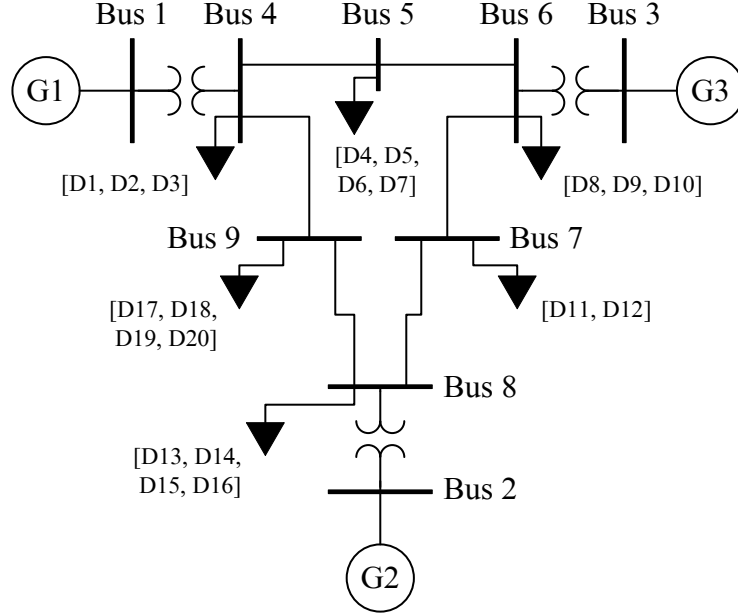 Bus 1
Bus 4
Bus 5
Bus 6
Bus 3
G1
G3
[D1, D2, D3]
[D4, D5,
D6, D7]
[D8, D9, D10]
Bus 9
Bus 7
[D17, D18,
D19, D20]
[D11, D12]
Bus 8
[D13, D14,
D15, D16]
Bus 2
G2